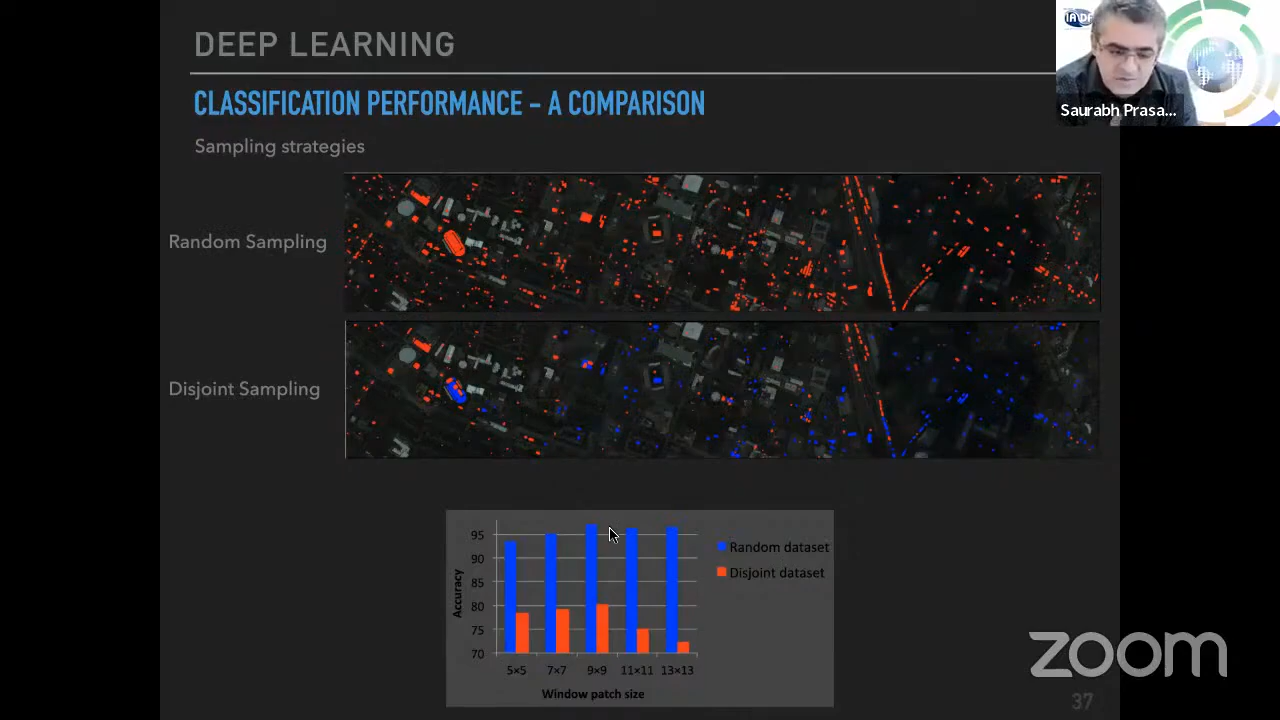 DEEP LEARNING
CLASSIFICATION PERFORMANCE - A COMPARISON
Sampling strategies
Saurabh Prasa...
Random Sampling
Disjoint Sampling
95
90
85
80
75
70
Accuracy
5×5 7×7 9×9 11×11 13×13
Window patch size
Random dataset
Disjoint dataset
zoom
37